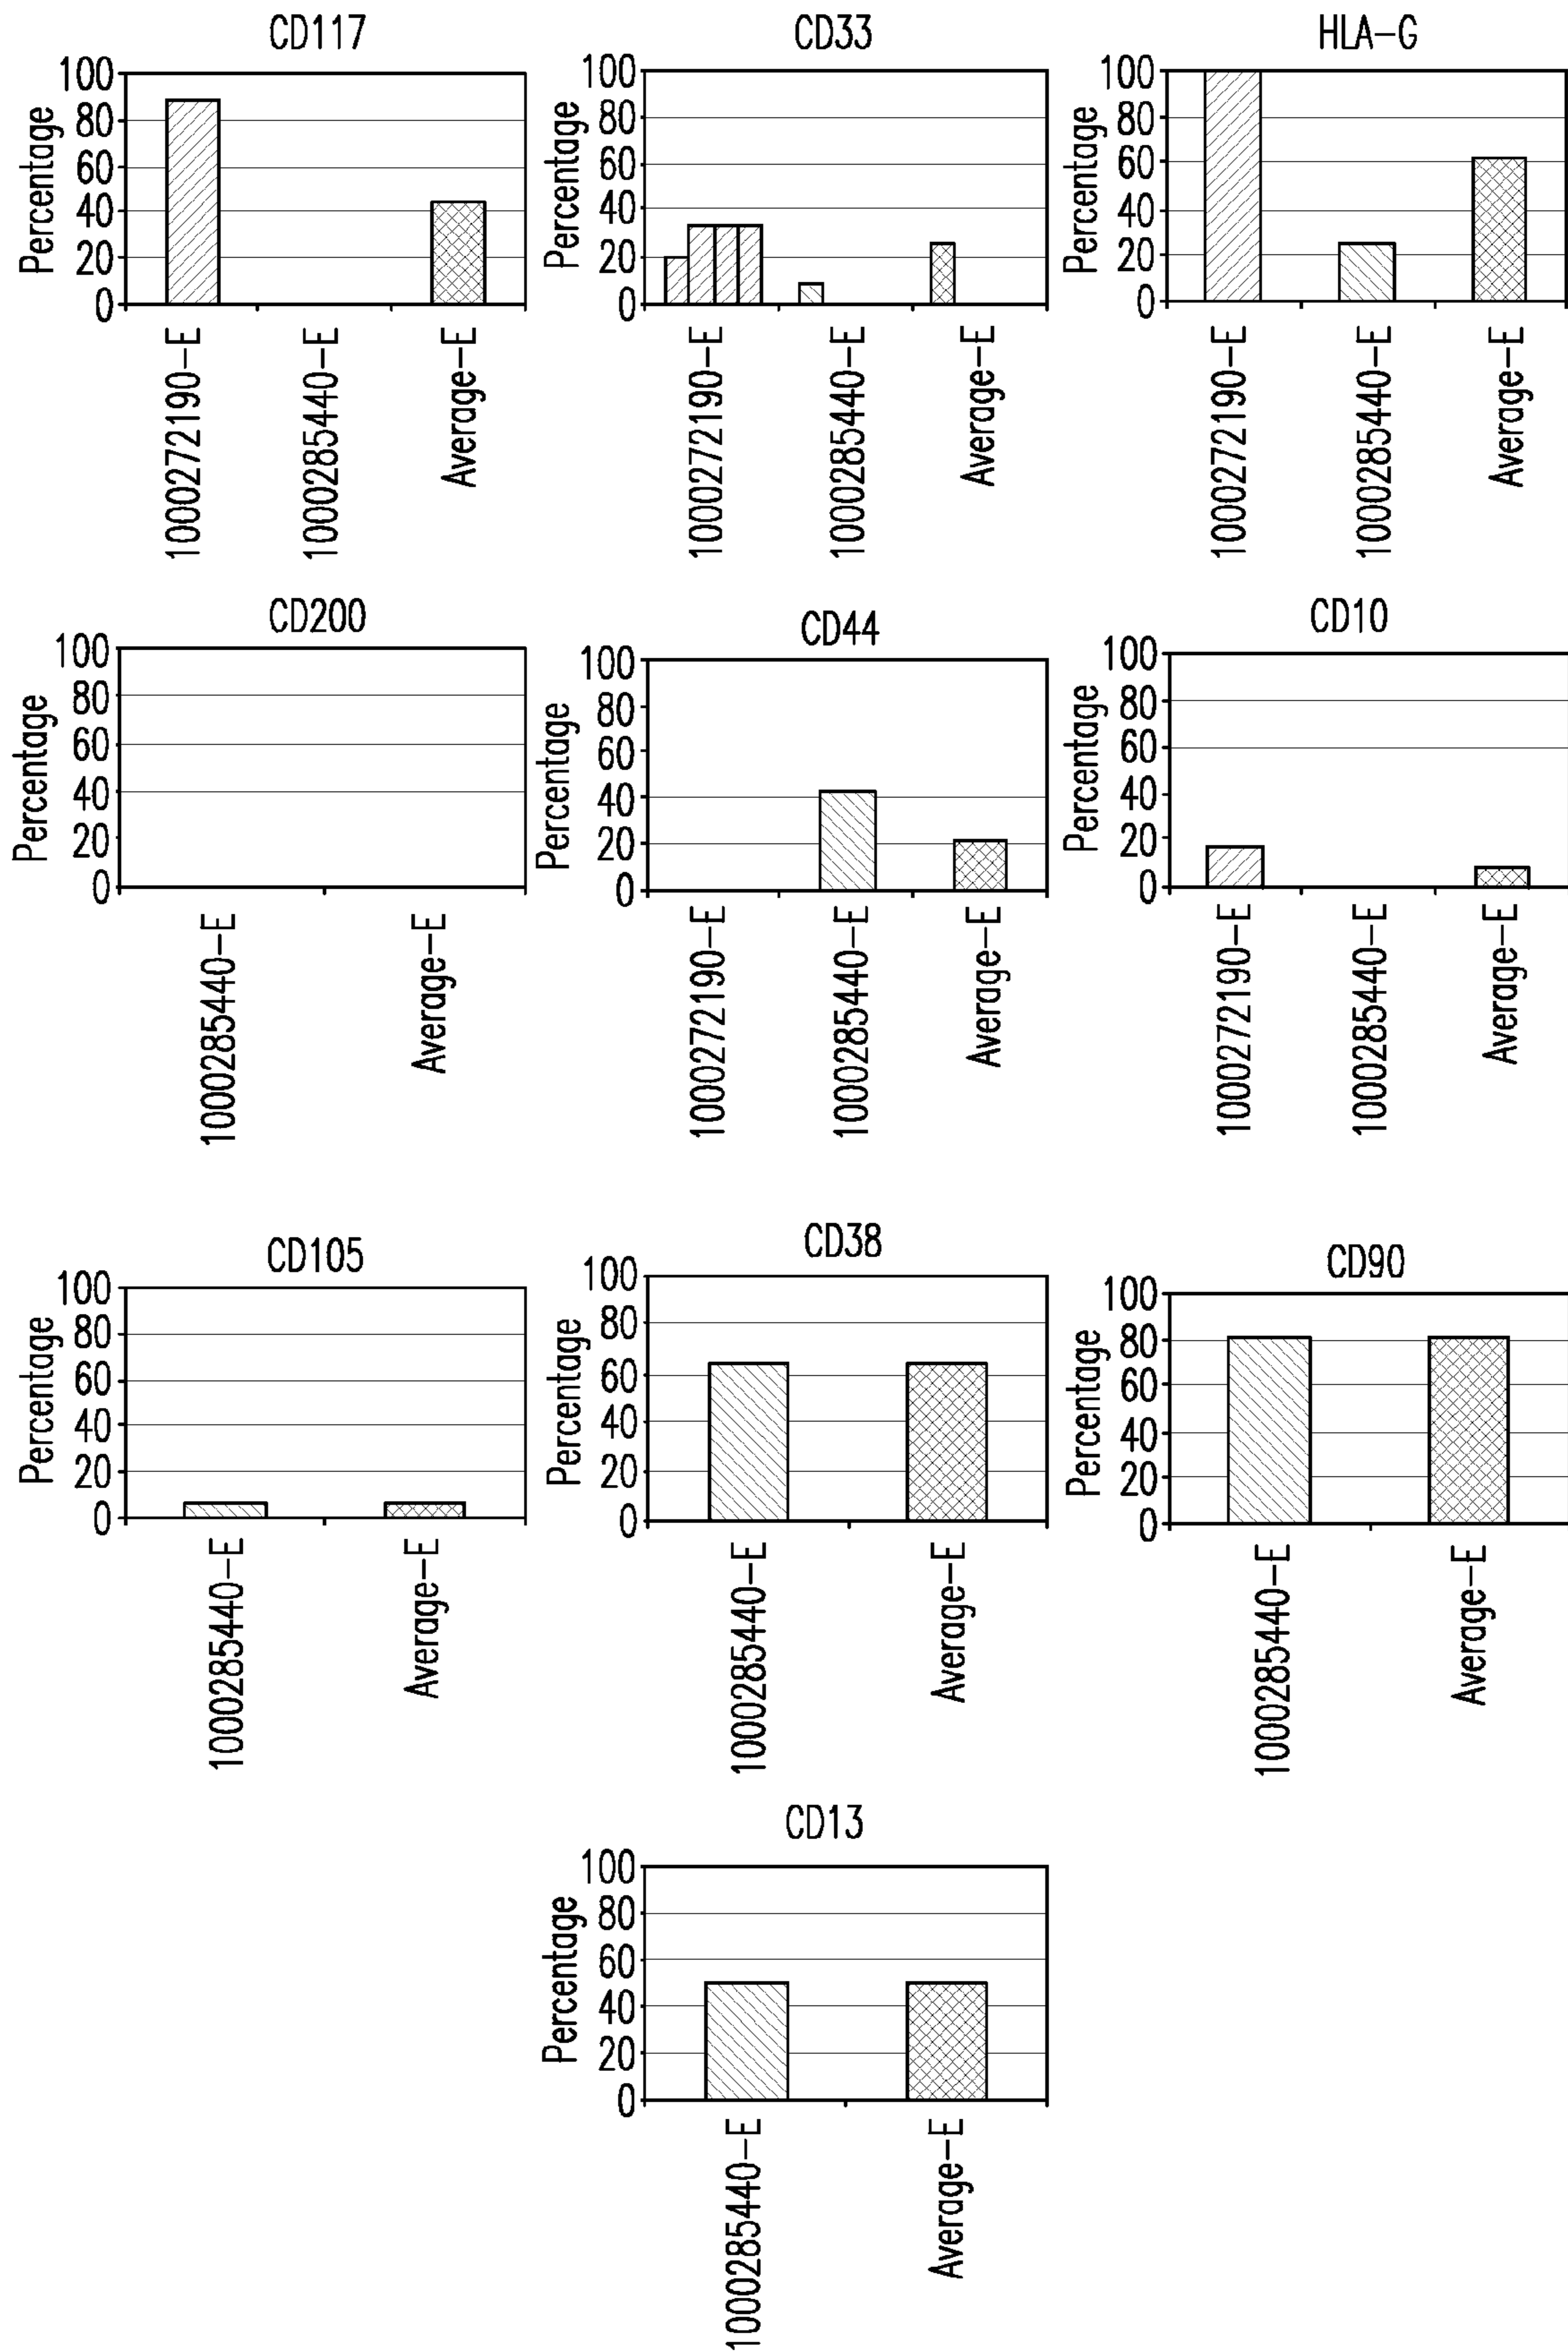 CD117
Percentage
100
80
60
40
20
0
1000272190-E
1000285440-E
Average-E
CD33
Percentage
100
80
60
40
20
0
1000272190-E
1000285440-E
Average-E
HLA-G
Percentage
100
80
60
40
20
0
1000272190-E
1000285440-E
Average-E
CD200
Percentage
100
80
60
40
20
0
1000285440-E
Average-E
CD44
Percentage
100
80
60
40
20
0
1000272190-E
1000285440-E
Average-E
CD10
Percentage
100
80
60
40
20
0
1000272190-E
1000285440-E
Average-E
CD105
Percentage
100
80
60
40
20
0
1000285440-E
Average-E
CD38
Percentage
100
80
60
40
20
0
1000285440-E
Average-E
CD90
Percentage
100
80
60
40
20
0
1000285440-E
Average-E
CD13
Percentage
100
80
60
40
20
0
1000285440-E
Average-E